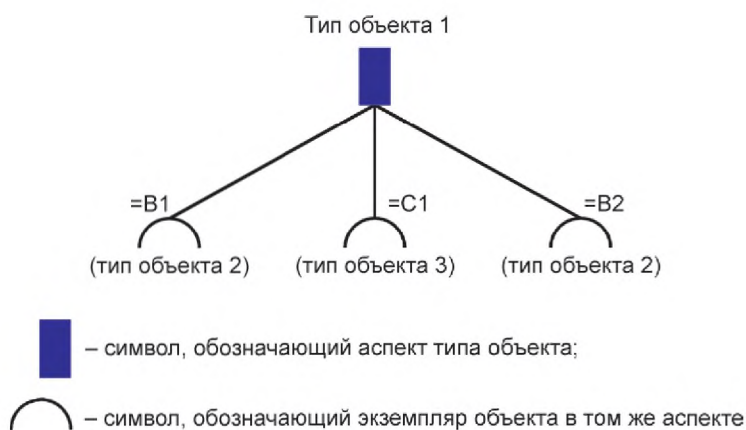 Тип объекта 1
=B1
=C1
=B2
(тип объекта 2)
(тип объекта 3)
(тип объекта 2)
– символ, обозначающий аспект типа объекта;
– символ, обозначающий экземпляр объекта в том же аспекте